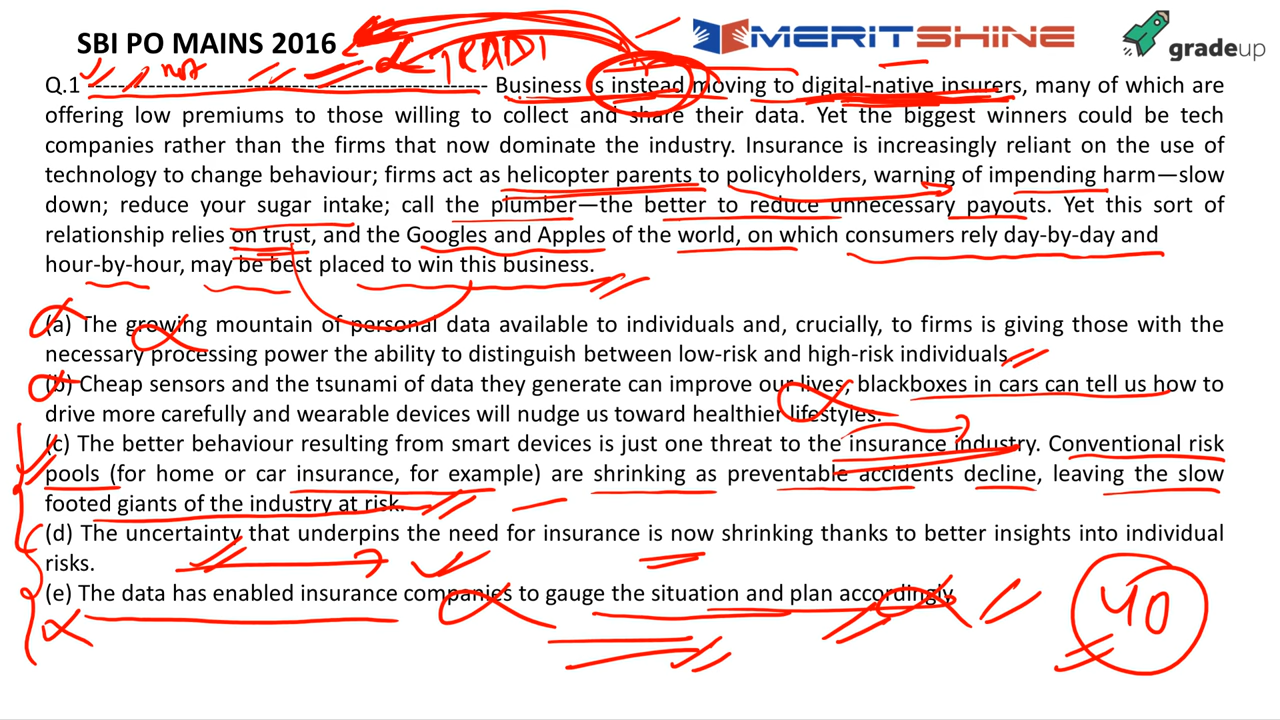 SBI PO MAINS 2016
MERITSHINE
gradeup
TRADI
not
Q.1 ------------------------------------------------------- Business is instead moving to digital-native insurers, many of which are
offering low premiums to those willing to collect and share their data. Yet the biggest winners could be tech
companies rather than the firms that now dominate the industry. Insurance is increasingly reliant on the use of
technology to change behaviour; firms act as helicopter parents to policyholders, warning of impending harm—slow
down; reduce your sugar intake; call the plumber—the better to reduce unnecessary payouts. Yet this sort of
relationship relies on trust, and the Googles and Apples of the world, on which consumers rely day-by-day and
hour-by-hour, may be best placed to win this business.
(a) The growing mountain of personal data available to individuals and, crucially, to firms is giving those with the
necessary processing power the ability to distinguish between low-risk and high-risk individuals.
(b) Cheap sensors and the tsunami of data they generate can improve our lives; blackboxes in cars can tell us how to
drive more carefully and wearable devices will nudge us toward healthier lifestyles.
(c) The better behaviour resulting from smart devices is just one threat to the insurance industry. Conventional risk
pools (for home or car insurance, for example) are shrinking as preventable accidents decline, leaving the slow
footed giants of the industry at risk.
(d) The uncertainty that underpins the need for insurance is now shrinking thanks to better insights into individual
risks.
(e) The data has enabled insurance companies to gauge the situation and plan accordingly
40